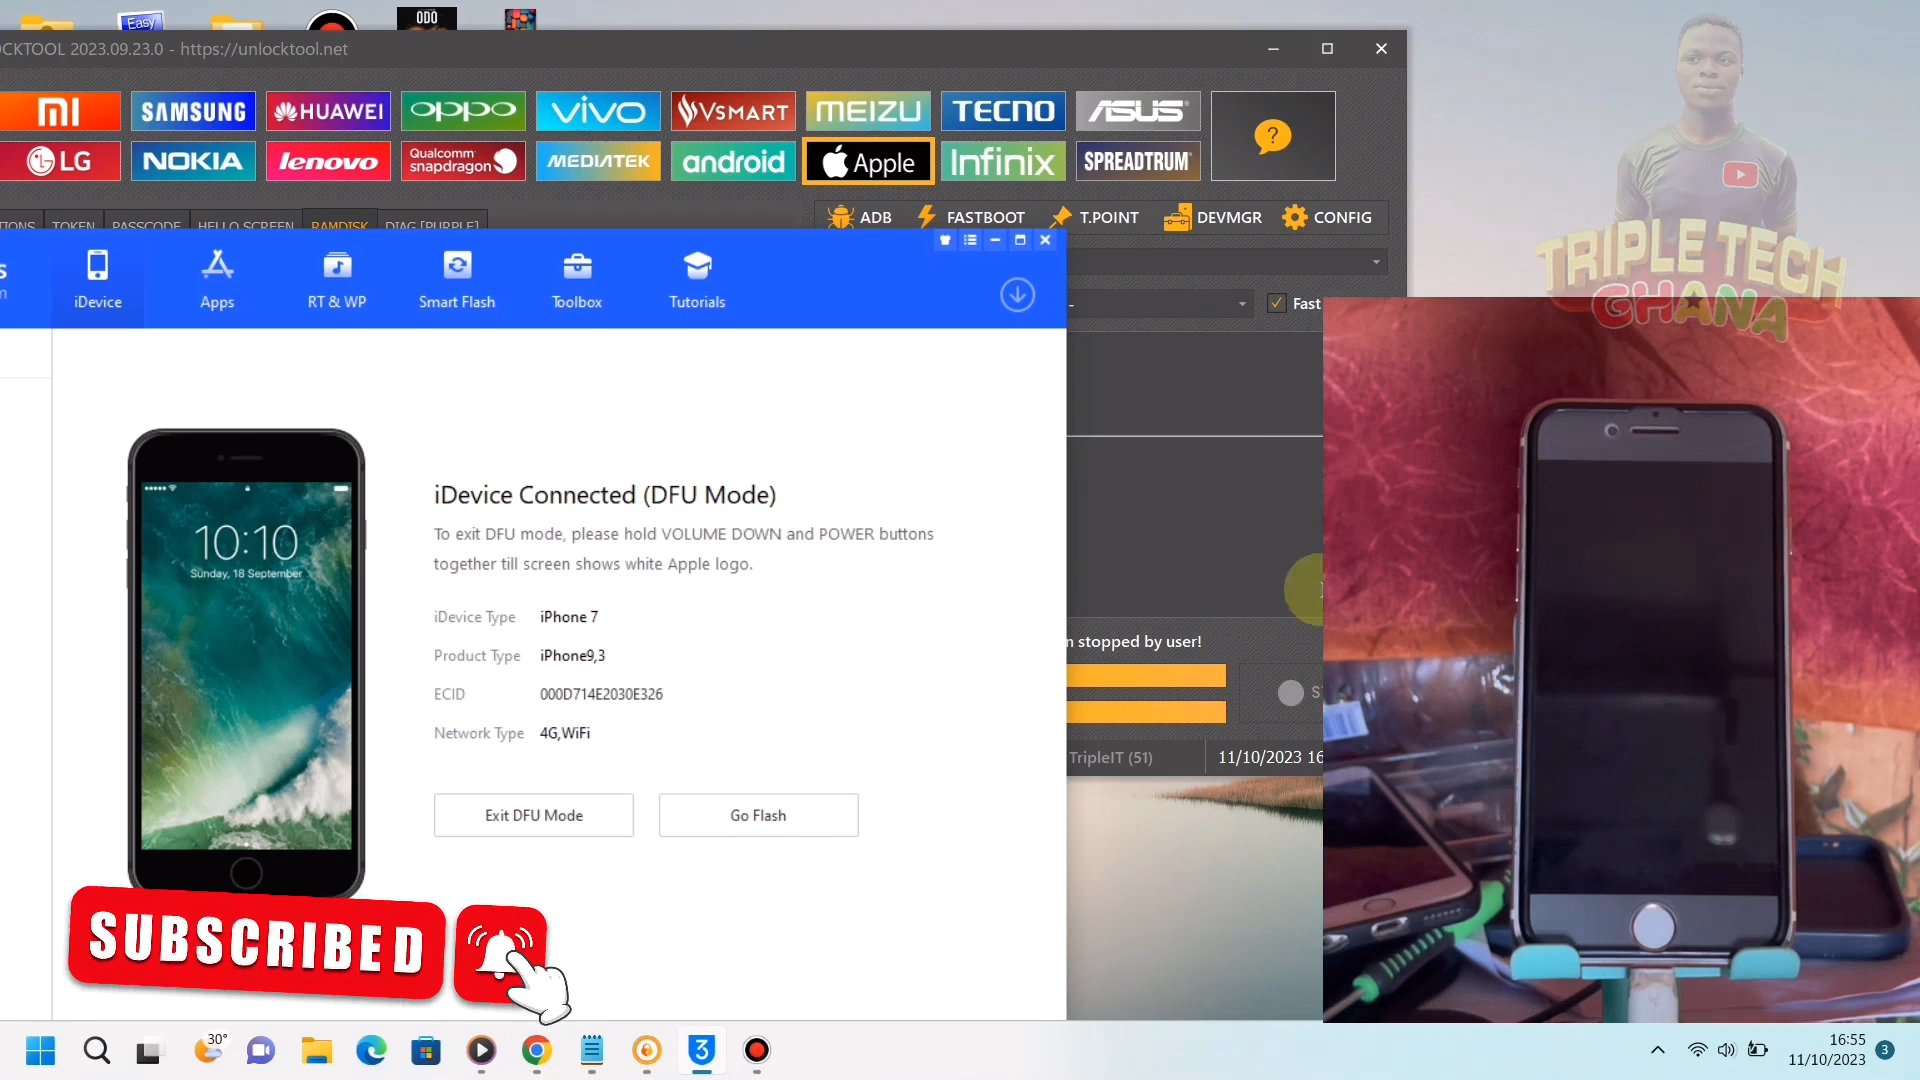 Easy
ODO
OCKTOOL 2023.09.23.0 - https://unlocktool.net
MI SAMSUNG HUAWEI oppo vivo VSMART MEIZU TECNO ASUS ?
LG NOKIA lenovo Qualcomm snapdragon MEDIATEK android Apple Infinix SPREADTRUM
TIONS TOKEN PASSCODE HELLO SCREEN RAMDISK DIAG [PURPLE]
ADB FASTBOOT T.POINT DEVMGR CONFIG
iDevice Apps RT & WP Smart Flash Toolbox Tutorials
Fast
TRIPLE TECH
GHANA
10:10
Sunday, 18 September
iDevice Connected (DFU Mode)
To exit DFU mode, please hold VOLUME DOWN and POWER buttons
together till screen shows white Apple logo.
iDevice Type iPhone 7
Product Type iPhone9,3
ECID 000D714E2030E326
Network Type 4G,WiFi
Exit DFU Mode Go Flash
n stopped by user!
TripleIT (51) 11/10/2023 16
SUBSCRIBED
30°
3
16:55
11/10/2023
3